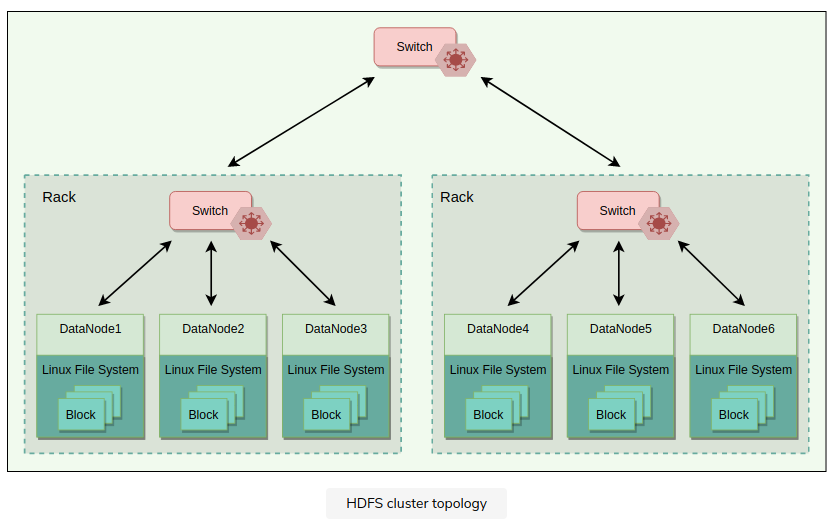 Switch
Rack
Switch
Rack
Switch
DataNode1
DataNode2
DataNode3
DataNode4
DataNode5
DataNode6
Linux File System
Linux File System
Linux File System
Linux File System
Linux File System
Linux File System
Block
Block
Block
Block
Block
Block
HDFS cluster topology